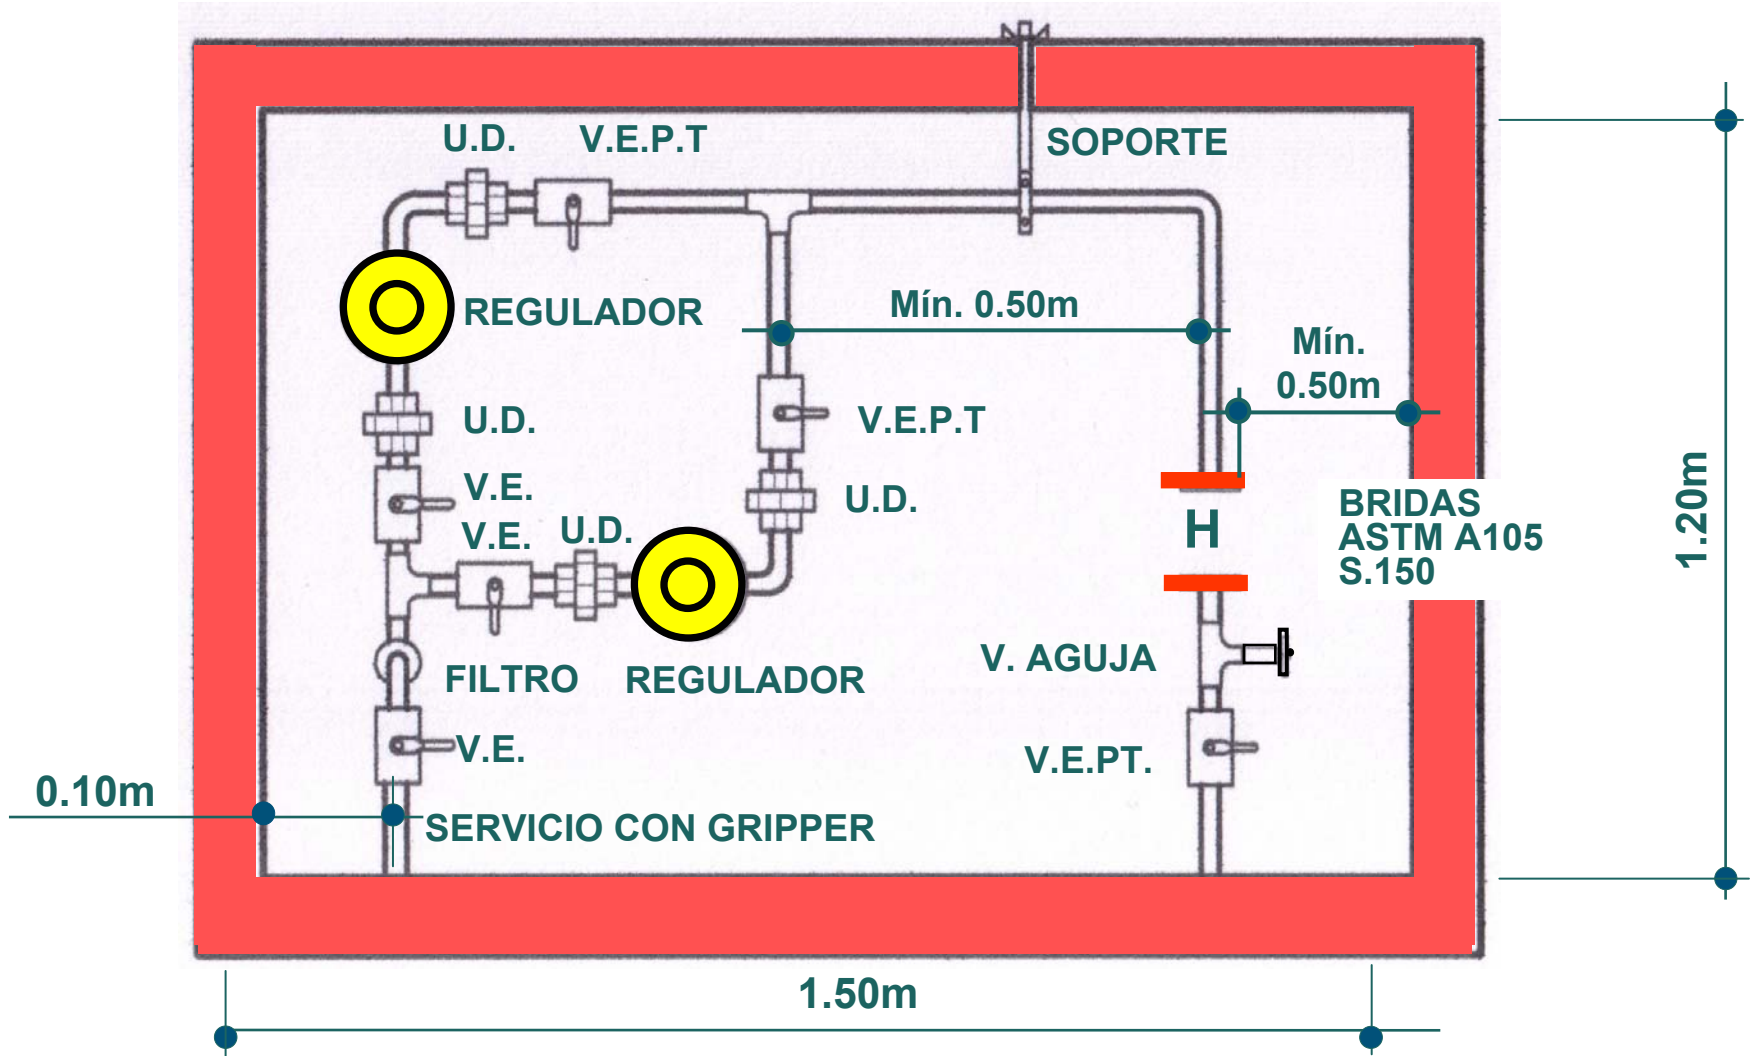 U.D.
V.E.P.T
SOPORTE
REGULADOR
Mín. 0.50m
Mín.
0.50m
U.D.
V.E.P.T
V.E.
U.D.
V.E.
U.D.
H
BRIDAS
ASTM A105
S.150
1.20m
FILTRO
REGULADOR
V. AGUJA
V.E.
V.E.PT.
0.10m
SERVICIO CON GRIPPER
1.50m